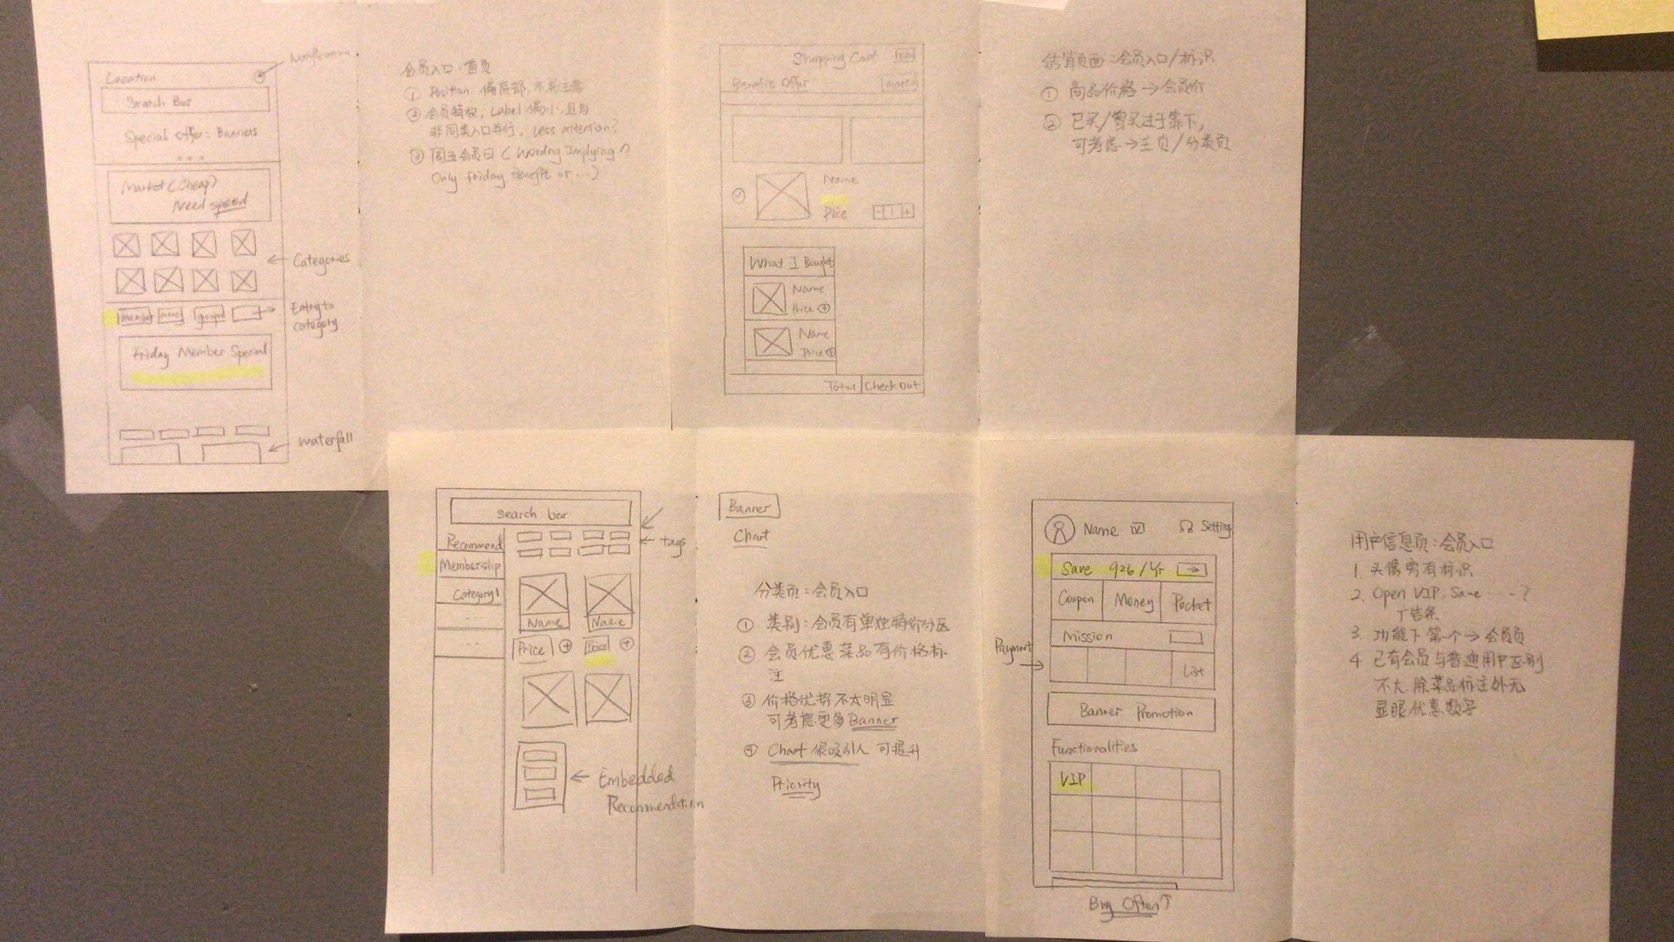 Location
Notification
Search Bar
Special Offer: Banners
Market (Cheap)
Need speed
Categories
member
group
Entry to
category
Friday Member Special
Waterfall
会员入口:首页
① Position 偏底部,不易注意
② 会员特权, Label 偏小,且与
非同类入口并行, Less attention?
③ 周五会员日 ( Wording Implying
Only friday benefit or ...)
Shopping Cart
Benefit Offer
Name
Price
- 1 +
What I Bought
Name
Price +
Name
Price +
Total
Check Out
结算页面:会员入口/标识
① 商品价格→会员价
② 已买/曾买过于靠下,
可考虑→主页/分类页
Search bar
Tags
Recommend
Membership
Category1
Name
Name
Price +
Price +
Embedded
Recommendation
Banner
Chart
分类页:会员入口
① 类别:会员有单独特价分区
② 会员优惠菜品有价格标
注
③ 价格优势不太明显
可考虑更多Banner
④ Chart 很吸引人 可提升
Priority
Name
Setting
Save 926/Yr →
Coupon
Money
Pocket
Mission
Payment
List
Banner Promotion
Functionalities
VIP
Buy Often↑
用户信息页:会员入口
1. 头像旁有标识
2. Open VIP, Save ----?
广告条
3. 功能下第一个→会员页
4 已有会员与普通用户区别
不大 除菜品标注外无
显眼优惠数字